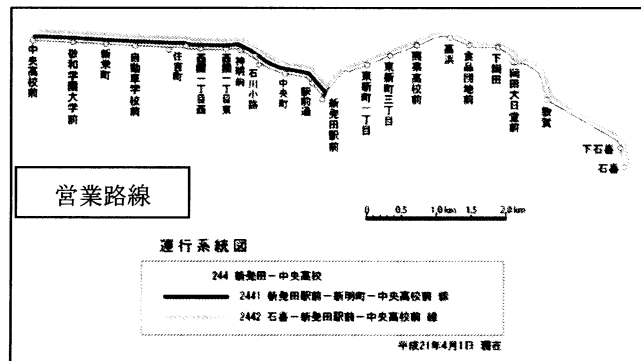 中央高校前
敬和学園大学前
新栄町
自動車学校前
住吉町
西園一丁目西
西園一丁目東
神明前
石川小路
中央町
駅前通
新発田駅前
東新町一丁目
東新町三丁目
農業高校前
高浜
食品団地前
下飯田
岡田大日堂前
敦賀
下石喜
石喜
営業路線
0 0.5 1.0km 1.5 2.0km
運行系統図
244 新発田-中央高校
2441 新発田駅前-新明町-中央高校前 線
2442 石喜-新発田駅前-中央高校前 線
平成21年4月1日 現在